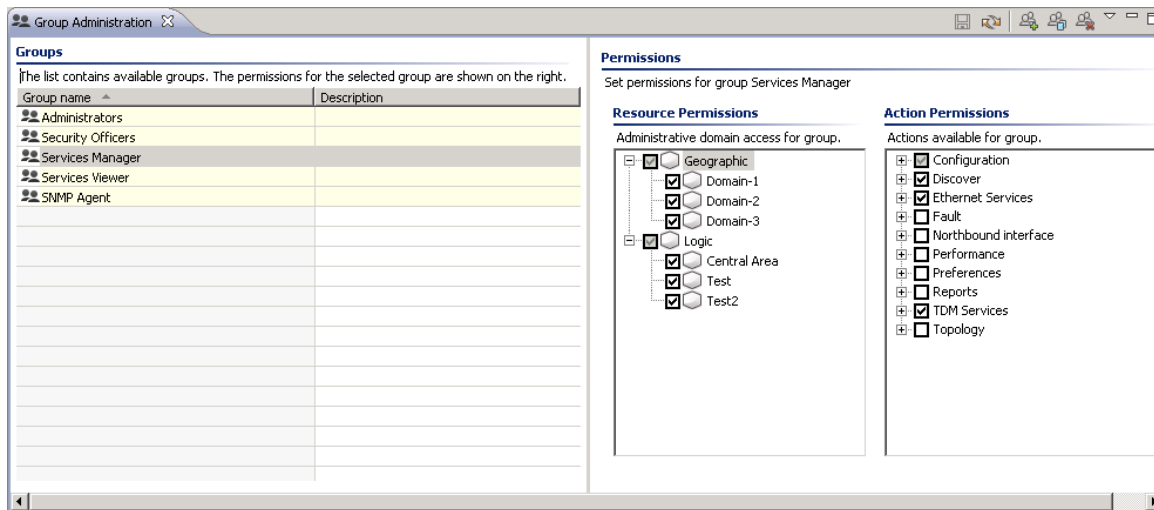 Group Administration
Groups
The list contains available groups. The permissions for the selected group are shown on the right.
Group name Description
Administrators
Security Officers
Services Manager
Services Viewer
SNMP Agent
Permissions
Set permissions for group Services Manager
Resource Permissions
Administrative domain access for group.
Geographic
Domain-1
Domain-2
Domain-3
Logic
Central Area
Test
Test2
Action Permissions
Actions available for group.
Configuration
Discover
Ethernet Services
Fault
Northbound interface
Performance
Preferences
Reports
TDM Services
Topology